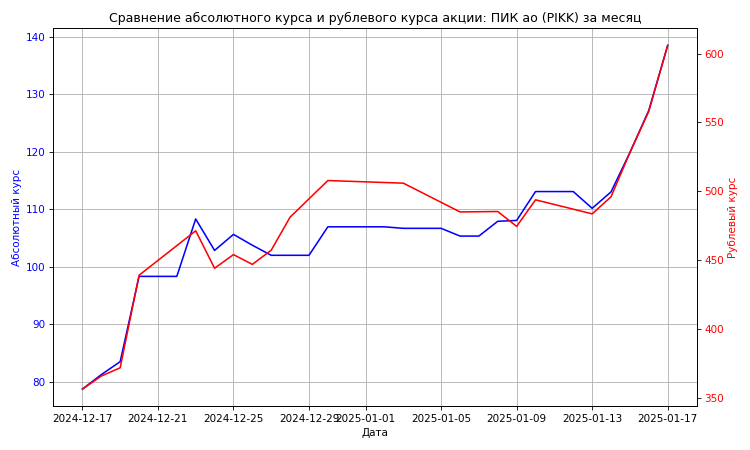 Сравнение абсолютного курса и рублевого курса акции: ПИК ао (PIKK) за месяц
140
130
120
110
100
90
80
Абсолютный курс
600
550
500
450
400
350
Рублевый курс
2024-12-17 2024-12-21 2024-12-25 2024-12-29 2025-01-01 2025-01-05 2025-01-09 2025-01-13 2025-01-17
Дата